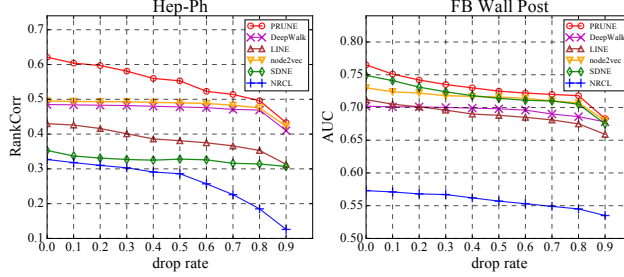 Hep-Ph
RankCorr
0.7
0.6
0.5
0.4
0.3
0.2
0.1
0.0 0.1 0.2 0.3 0.4 0.5 0.6 0.7 0.8 0.9
drop rate
PRUNE
DeepWalk
LINE
node2vec
SDNE
NRCL
FB Wall Post
AUC
0.80
0.75
0.70
0.65
0.60
0.55
0.50
0.0 0.1 0.2 0.3 0.4 0.5 0.6 0.7 0.8 0.9
drop rate
PRUNE
DeepWalk
LINE
node2vec
SDNE
NRCL